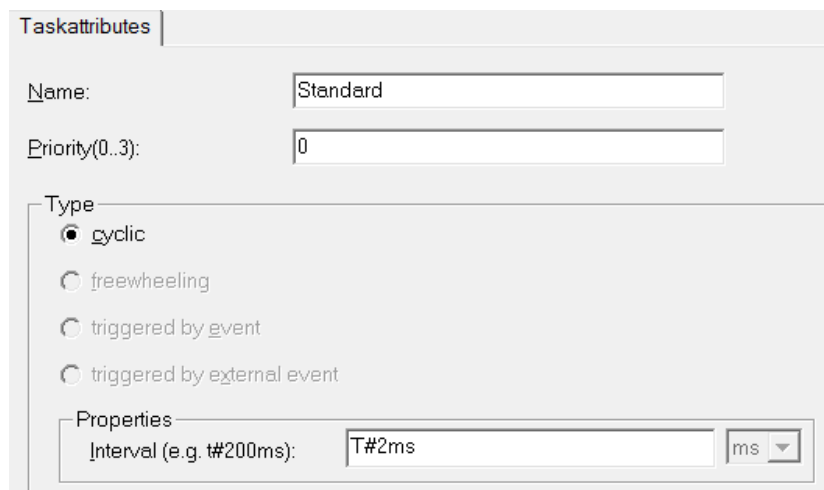 Taskattributes
Name: Standard
Priority(0..3): 0
Type
cyclic
freewheeling
triggered by event
triggered by external event
Properties
Interval (e.g. t#200ms): T#2ms ms